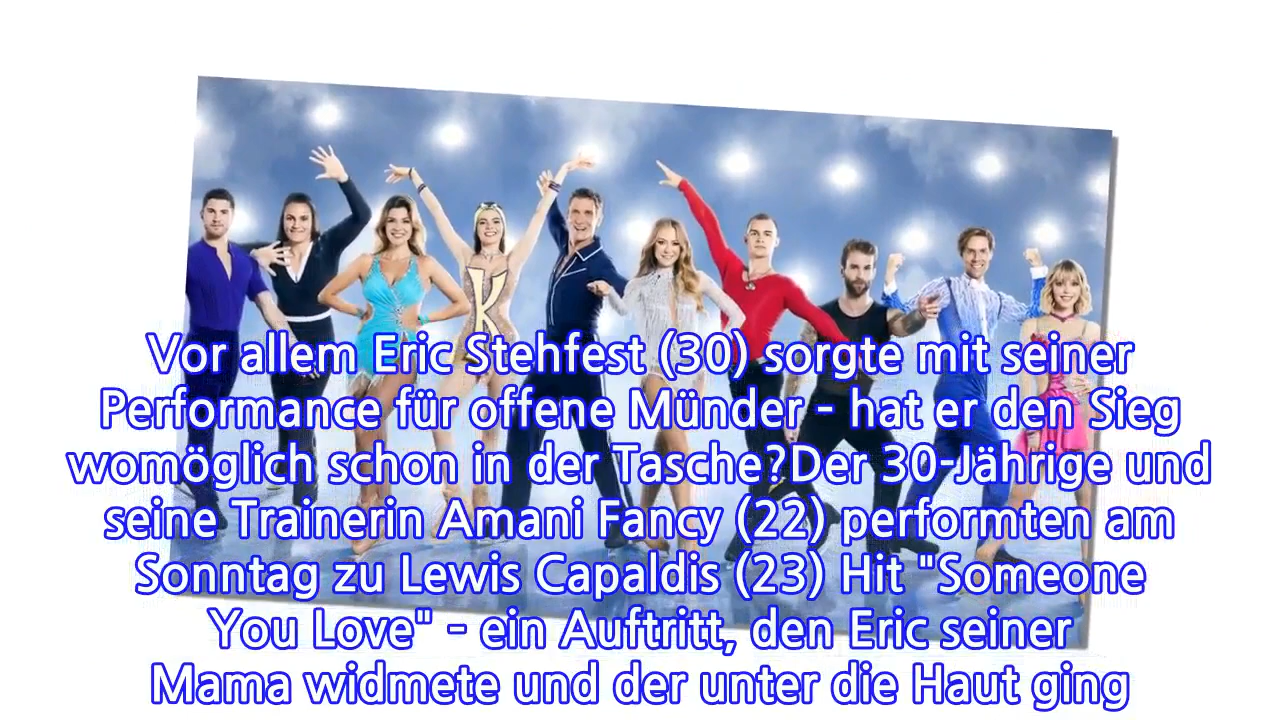 K
Vor allem Eric Stehfest (30) sorgte mit seiner
Performance für offene Münder - hat er den Sieg
womöglich schon in der Tasche?Der 30-Jährige und
seine Trainerin Amani Fancy (22) performten am
Sonntag zu Lewis Capaldis (23) Hit "Someone
You Love" - ein Auftritt, den Eric seiner
Mama widmete und der unter die Haut ging